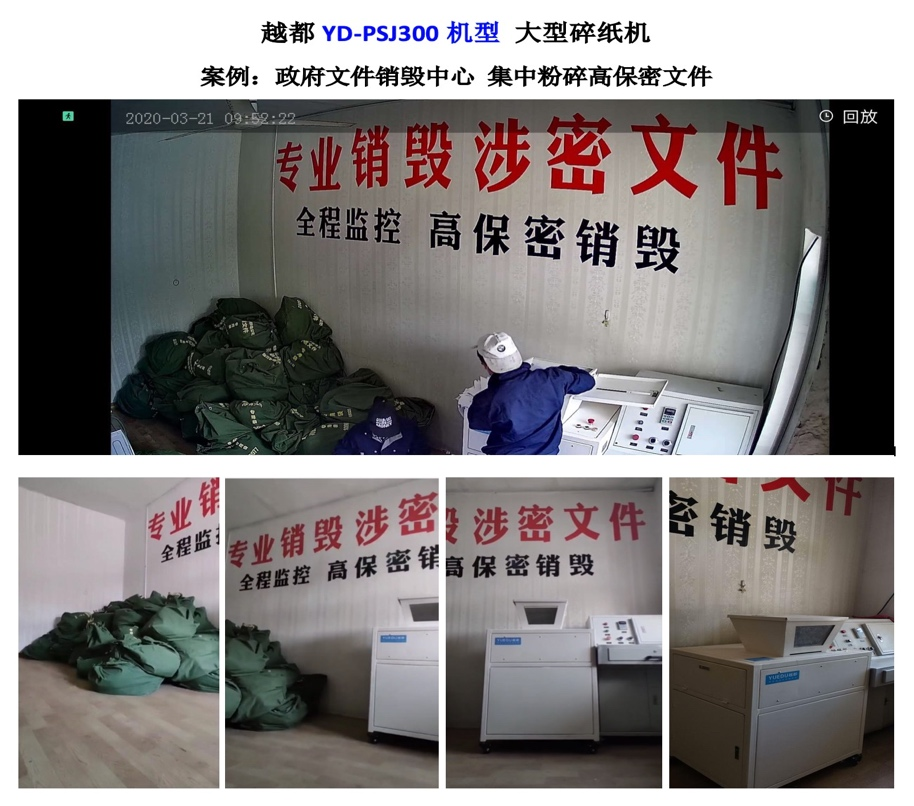 越都 YD-PSJ300 机型 大型碎纸机
案例：政府文件销毁中心 集中粉碎高保密文件
2020-03-21 09:52:22
回放
专业销毁涉密文件
全程监控 高保密销毁
专业销
全程监
专业销毁涉密
全程监控 高保密销
毁涉密文件
高保密销毁
文件
密销毁